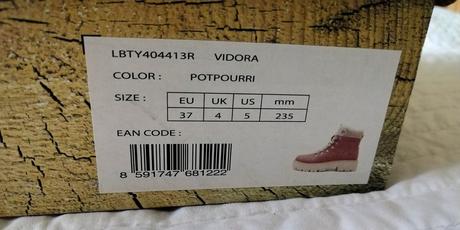 LBTY404413R VIDORA
COLOR : POTPOURRI
SIZE : EU UK US mm
37 4 5 235
EAN CODE :
8 591747 681222